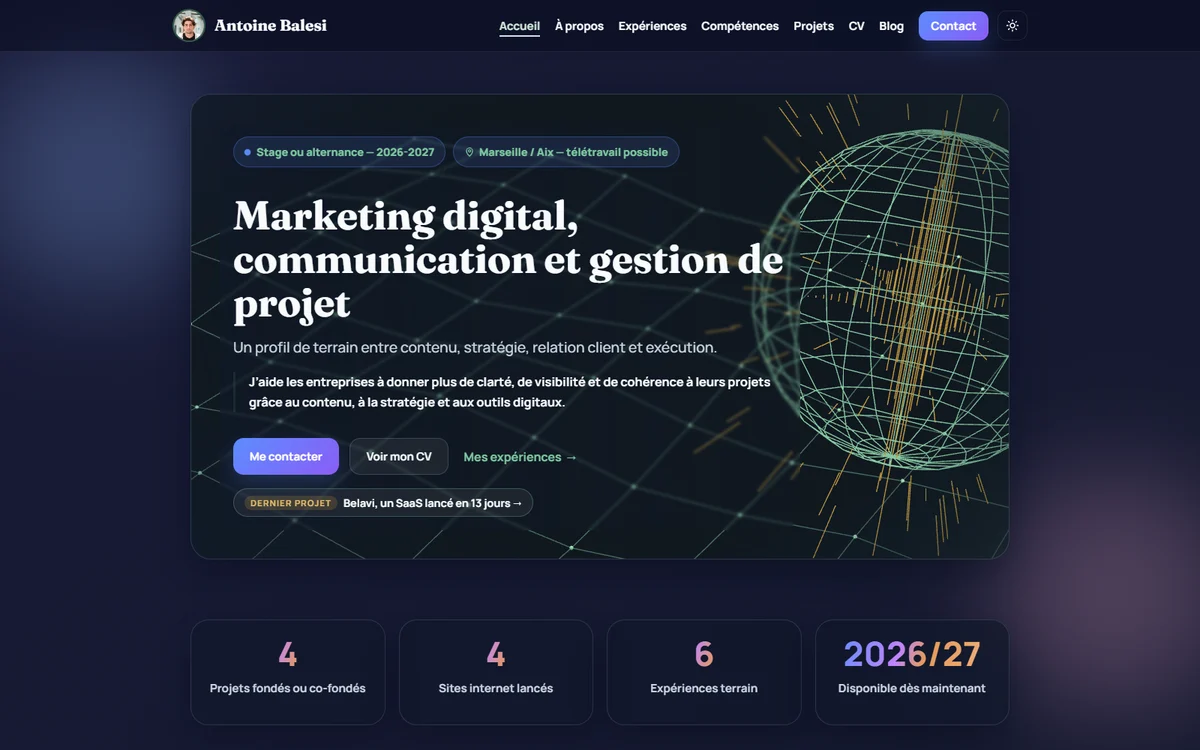 Antoine Balesi
Accueil
À propos
Expériences
Compétences
Projets
CV
Blog
Contact
Stage ou alternance — 2026-2027
Marseille / Aix — télétravail possible
Marketing digital,
communication et gestion de
projet
Un profil de terrain entre contenu, stratégie, relation client et exécution.
J'aide les entreprises à donner plus de clarté, de visibilité et de cohérence à leurs projets
grâce au contenu, à la stratégie et aux outils digitaux.
Me contacter
Voir mon CV
Mes expériences →
DERNIER PROJET Belavi, un SaaS lancé en 13 jours →
4
Projets fondés ou co-fondés
4
Sites internet lancés
6
Expériences terrain
2026/27
Disponible dès maintenant